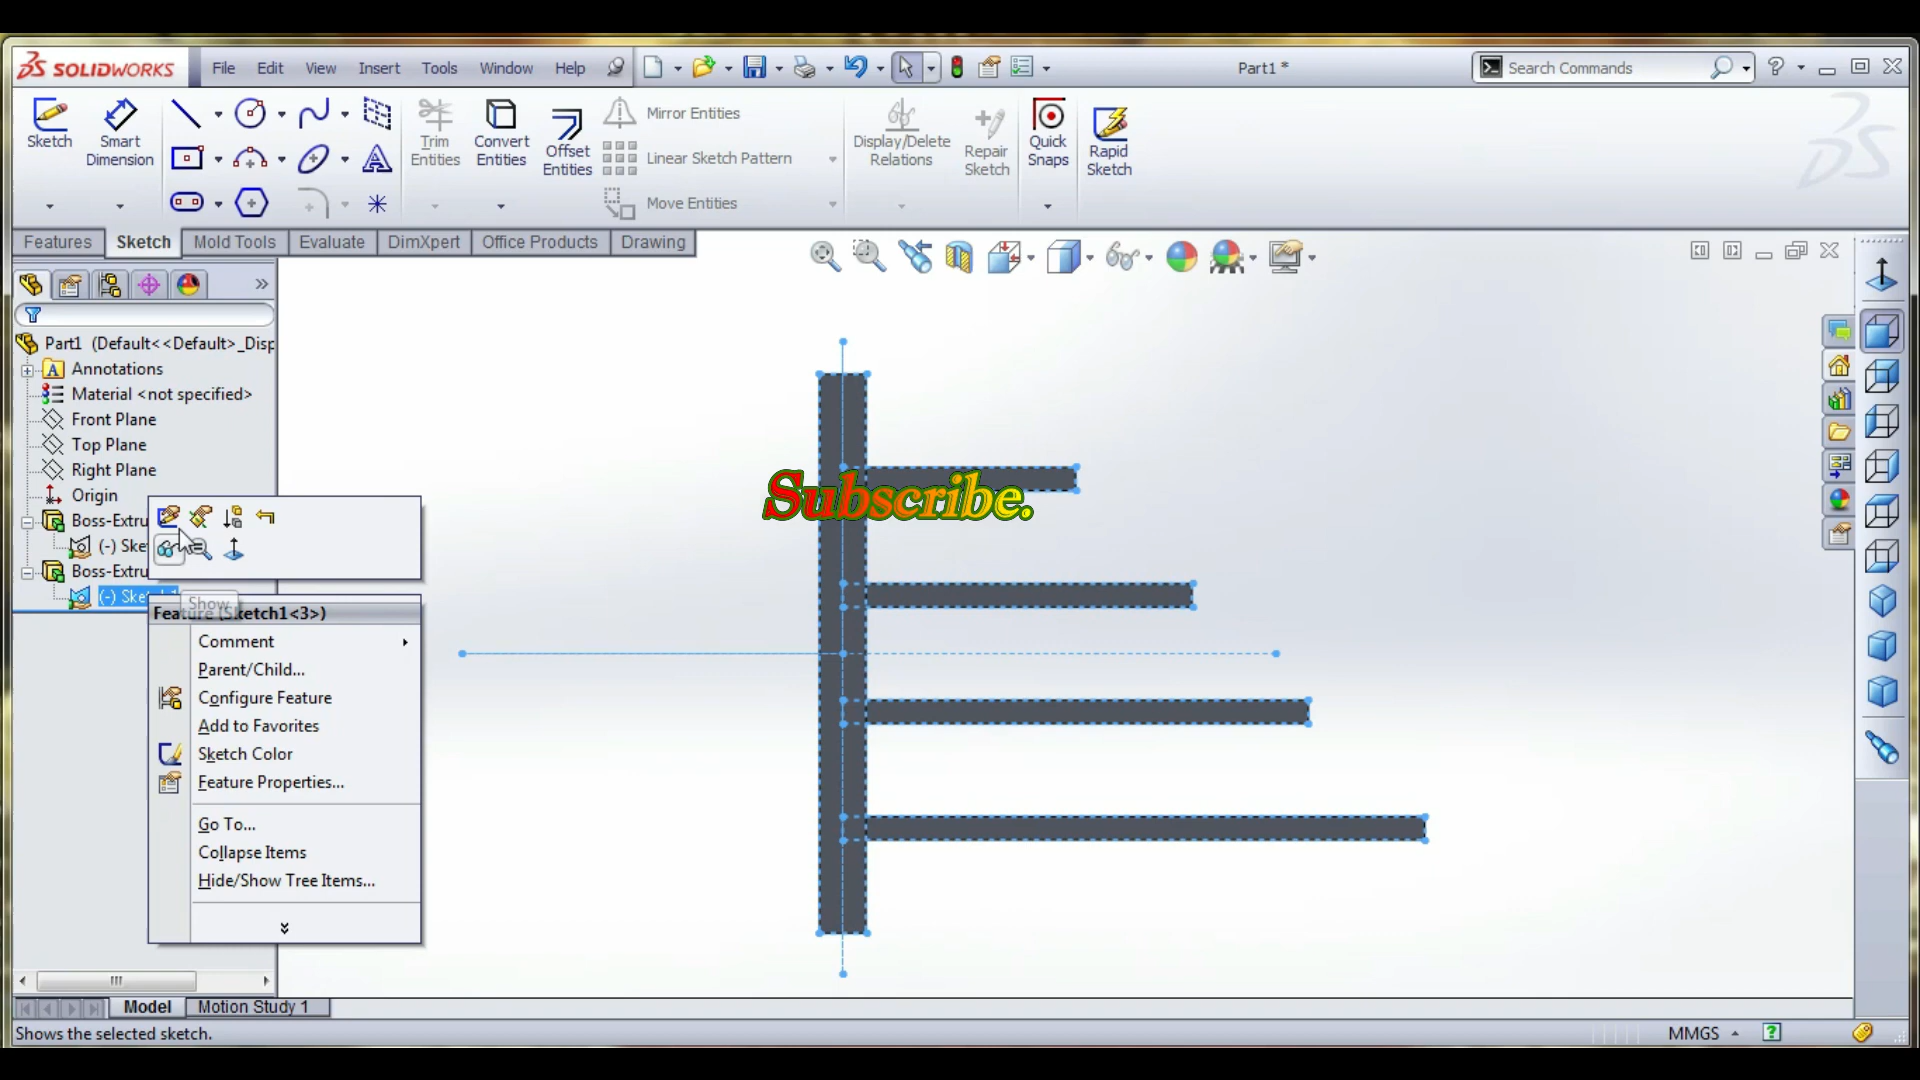 SOLIDWORKS File Edit View Insert Tools Window Help Part1 * Search Commands
Sketch Smart Dimension Trim Entities Convert Entities Offset Entities Mirror Entities Linear Sketch Pattern Move Entities Display/Delete Relations Repair Sketch Quick Snaps Rapid Sketch
Features Sketch Mold Tools Evaluate DimXpert Office Products Drawing
Part1 (Default<<Default>_Disp
Annotations
Material <not specified>
Front Plane
Top Plane
Right Plane
Origin
Boss-Extru
(-) Ske
Boss-Extru
(-) Sketch1
Show
Feature (Sketch1<3>)
Comment
Parent/Child...
Configure Feature
Add to Favorites
Sketch Color
Feature Properties...
Go To...
Collapse Items
Hide/Show Tree Items...
Subscribe.
Model Motion Study 1
Shows the selected sketch. MMGS